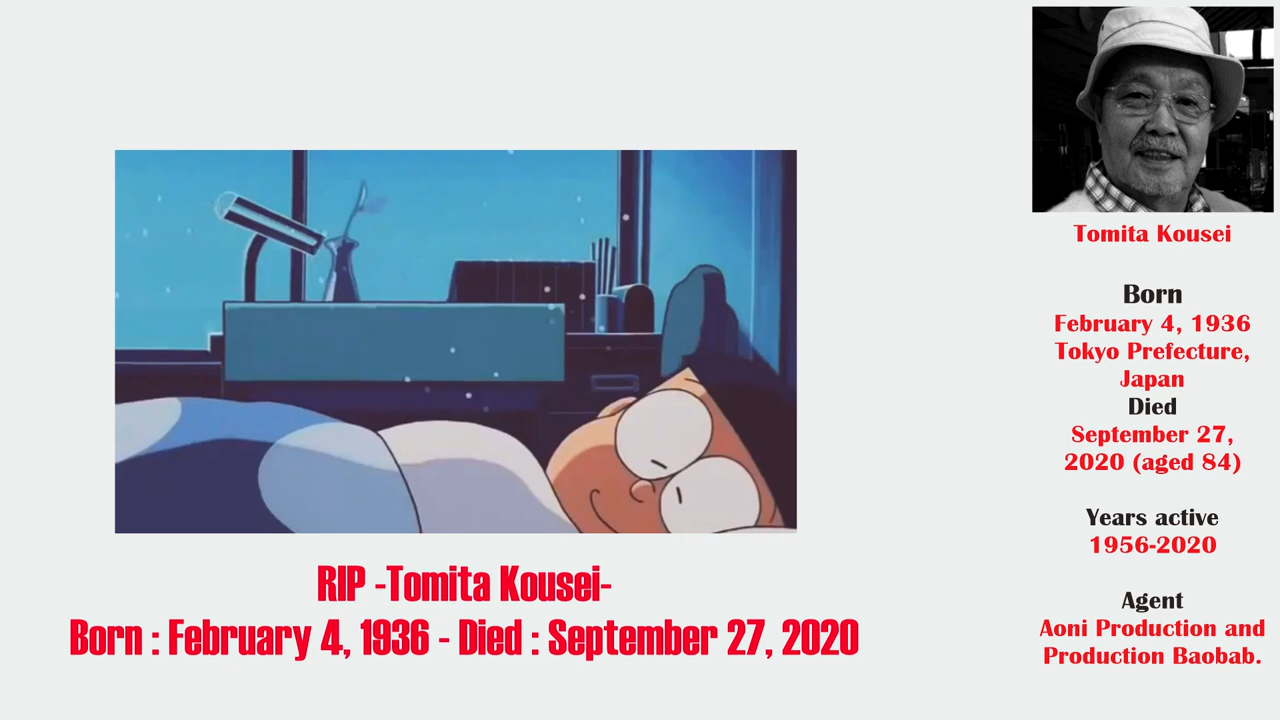 Tomita Kousei
Born
February 4, 1936
Tokyo Prefecture,
Japan
Died
September 27,
2020 (aged 84)
Years active
1956-2020
Agent
Aoni Production and
Production Baobab.
RIP -Tomita Kousei-
Born : February 4, 1936 - Died : September 27, 2020